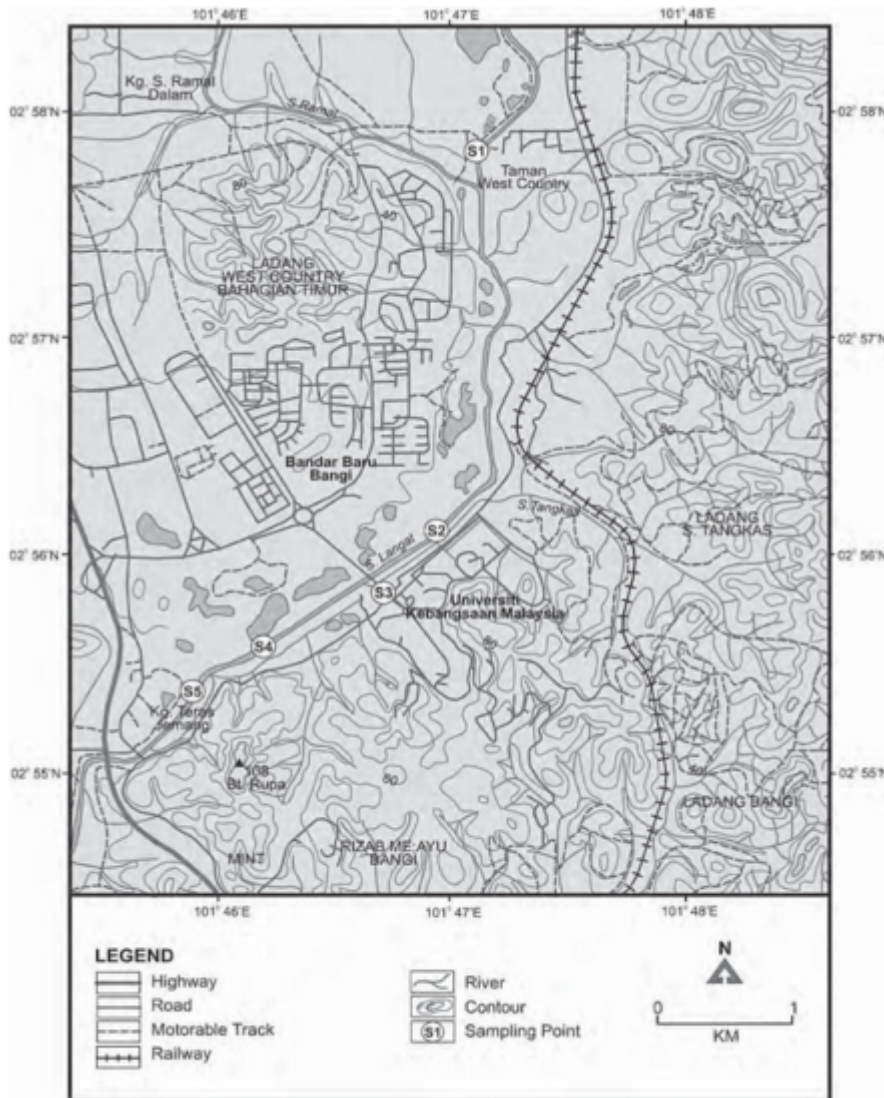 101° 46'E
101° 47'E
101° 48'E
Kg. S. Ramal
Dalam
02° 58'N
02° 58'N
S.Ramal
S1
Taman
West Country
80
40
LADANG
WEST COUNTRY
BAHAGIAN TIMUR
02° 57'N
02° 57'N
80
Bandar Baru
Bangi
S.Tangkas
LADANG
S. TANGKAS
S2
S. Langat
02° 56'N
02° 56'N
S3
Universiti
Kebangsaan Malaysia
80
S4
S5
Kg. Teras
Jernang
108
Bt. Rupa
80
02° 55'N
02° 55'N
LADANG BANGI
MINT
BANGI
101° 46'E
101° 47'E
101° 48'E
LEGEND
Highway
Road
Motorable Track
Railway
River
Contour
S1 Sampling Point
N
0 1
KM